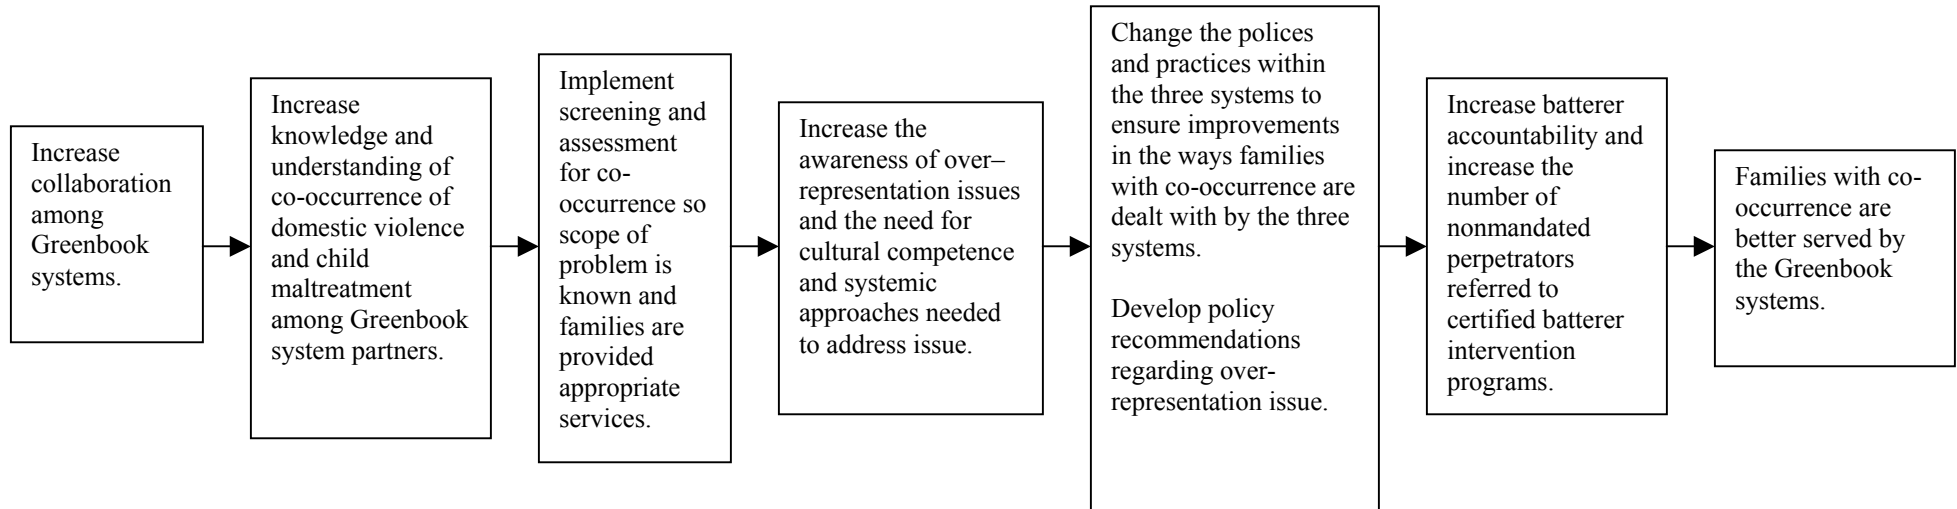 Increase
collaboration
among
Greenbook
systems.
Increase
knowledge and
understanding of
co-occurrence of
domestic violence
and child
maltreatment
among Greenbook
system partners.
Implement
screening and
assessment
for co-
occurrence so
scope of
problem is
known and
families are
provided
appropriate
services.
Increase the
awareness of over–
representation issues
and the need for
cultural competence
and systemic
approaches needed
to address issue.
Change the polices
and practices within
the three systems to
ensure improvements
in the ways families
with co-occurrence are
dealt with by the three
systems.
Develop policy
recommendations
regarding over-
representation issue.
Increase batterer
accountability and
increase the
number of
nonmandated
perpetrators
referred to
certified batterer
intervention
programs.
Families with co-
occurrence are
better served by
the Greenbook
systems.